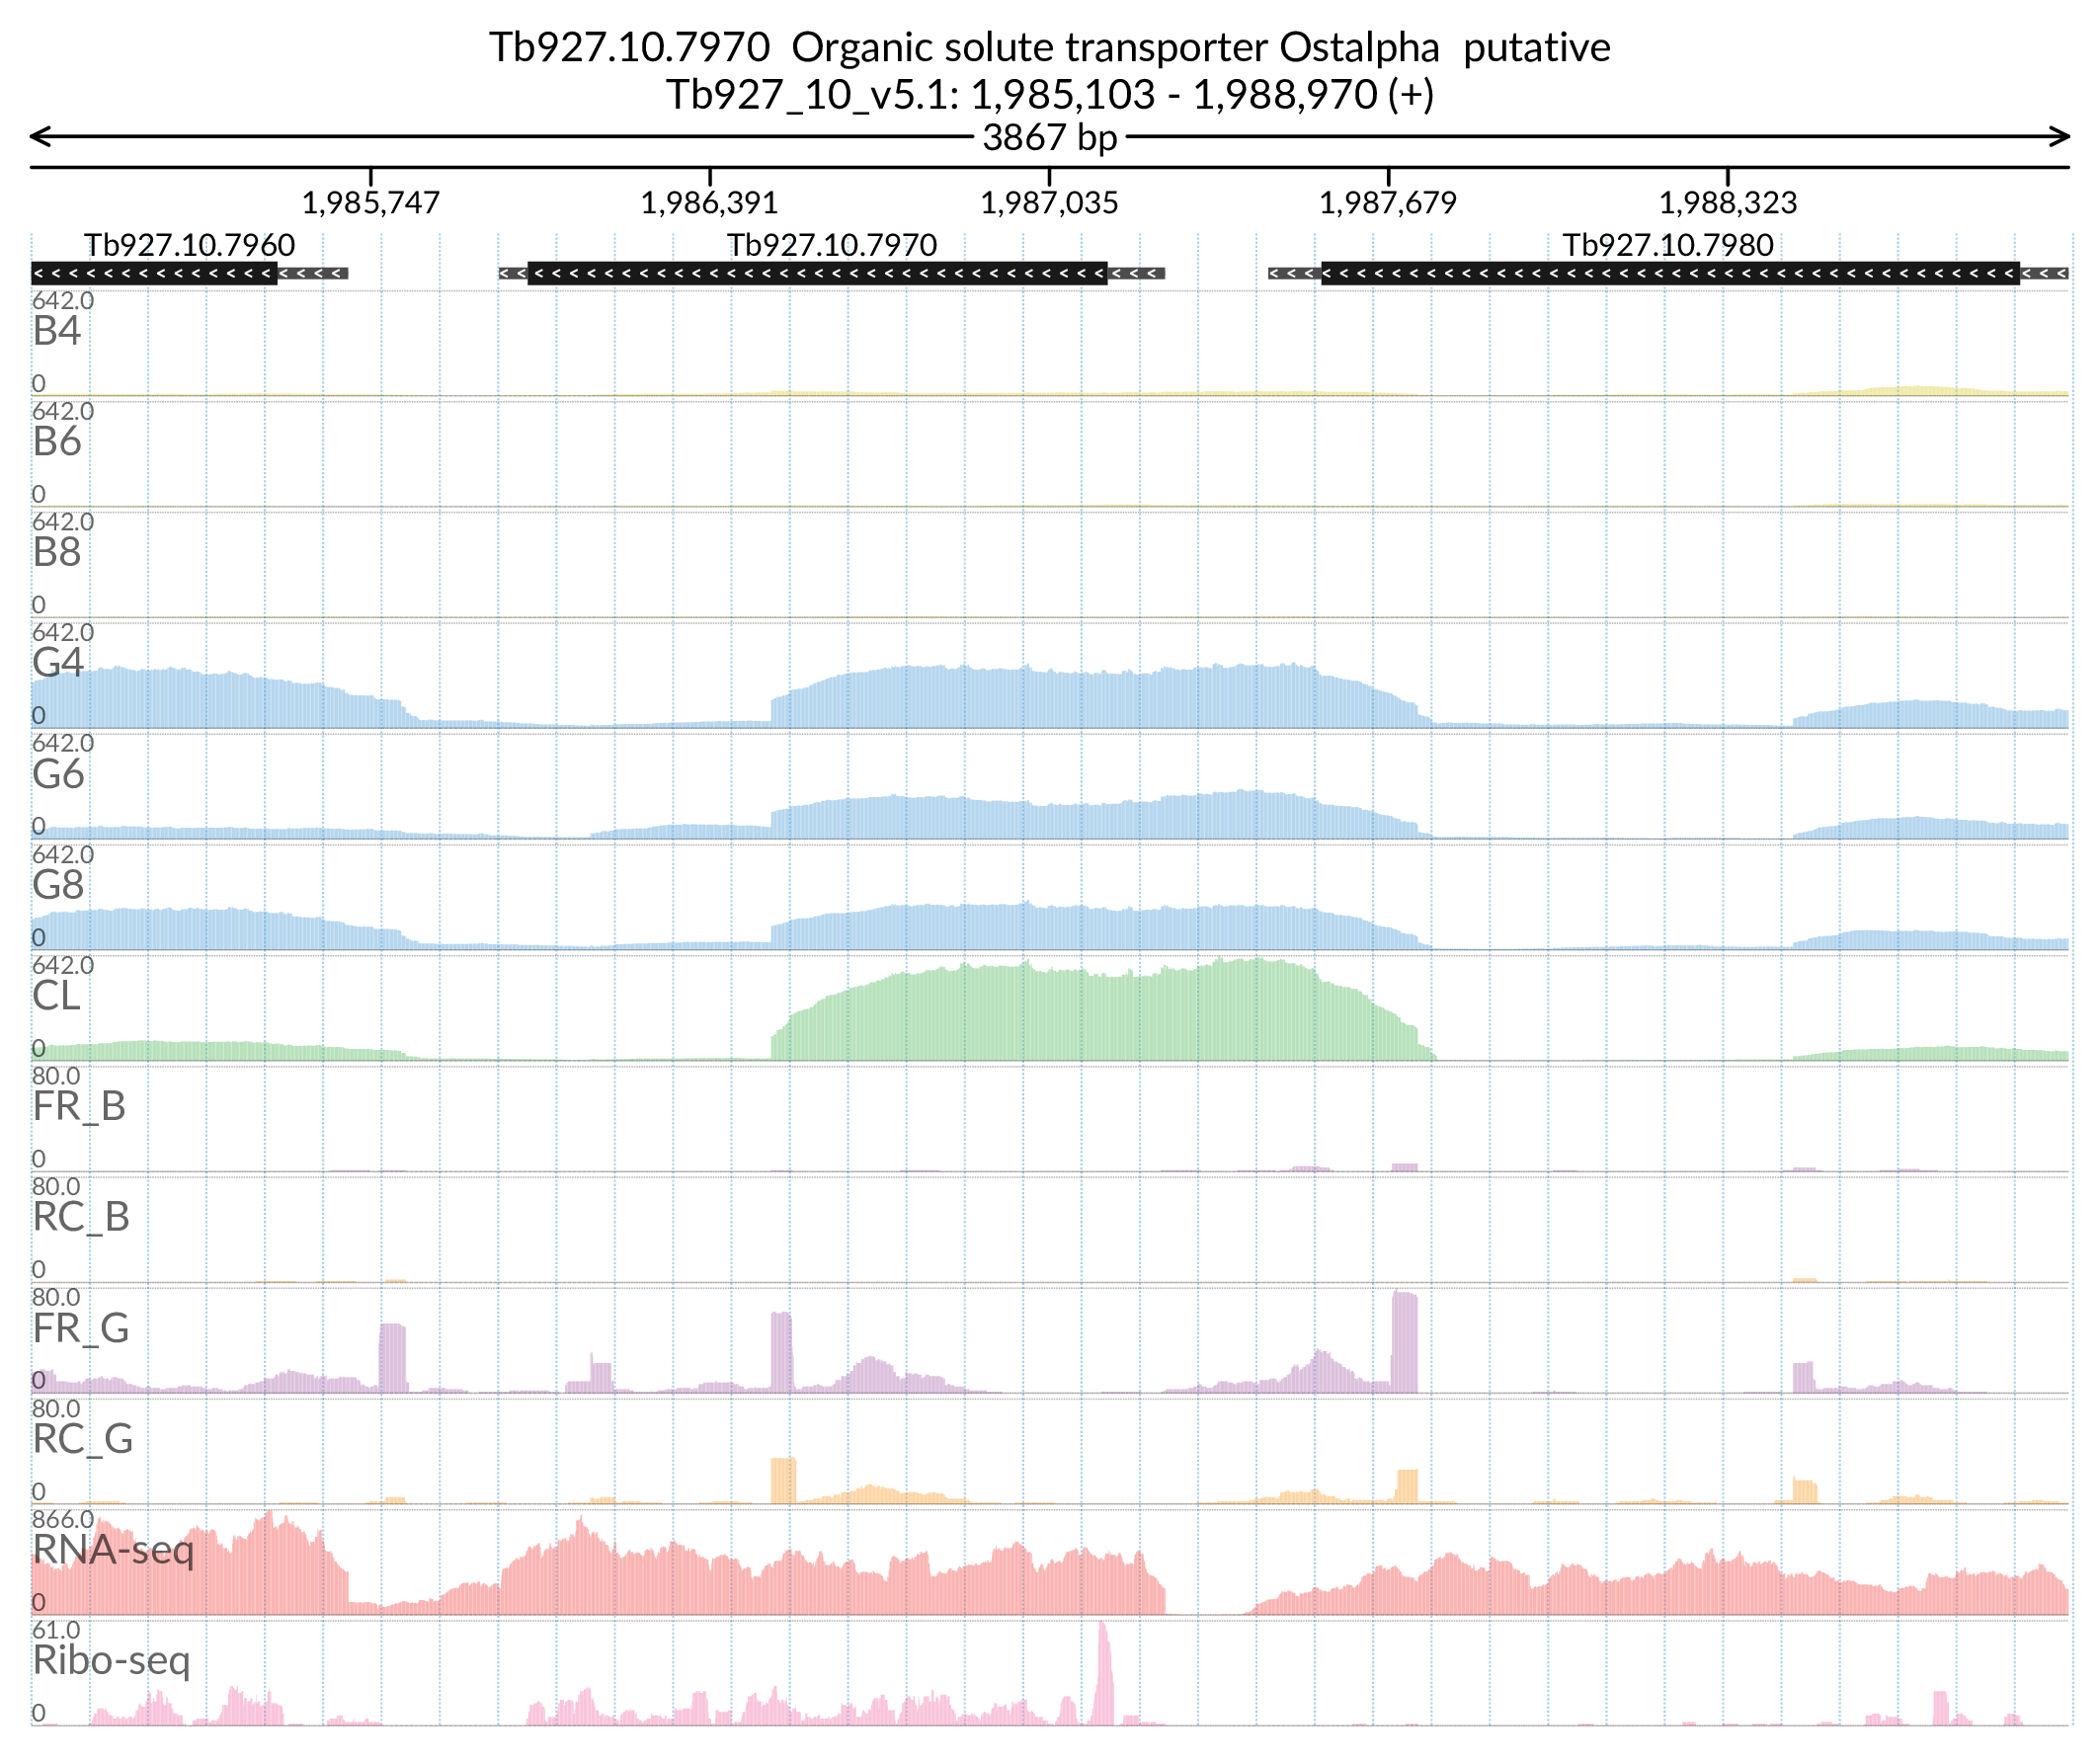 Tb927.10.7970 Organic solute transporter Ostalpha putative
Tb927_10_v5.1: 1,985,103 - 1,988,970 (+)
3867 bp
1,985,747 1,986,391 1,987,035 1,987,679 1,988,323
Tb927.10.7960 Tb927.10.7970 Tb927.10.7980
642.0
B4
0
642.0
B6
0
642.0
B8
0
642.0
G4
0
642.0
G6
0
642.0
G8
0
642.0
CL
0
80.0
FR_B
0
80.0
RC_B
0
80.0
FR_G
0
80.0
RC_G
0
866.0
RNA-seq
0
61.0
Ribo-seq
0